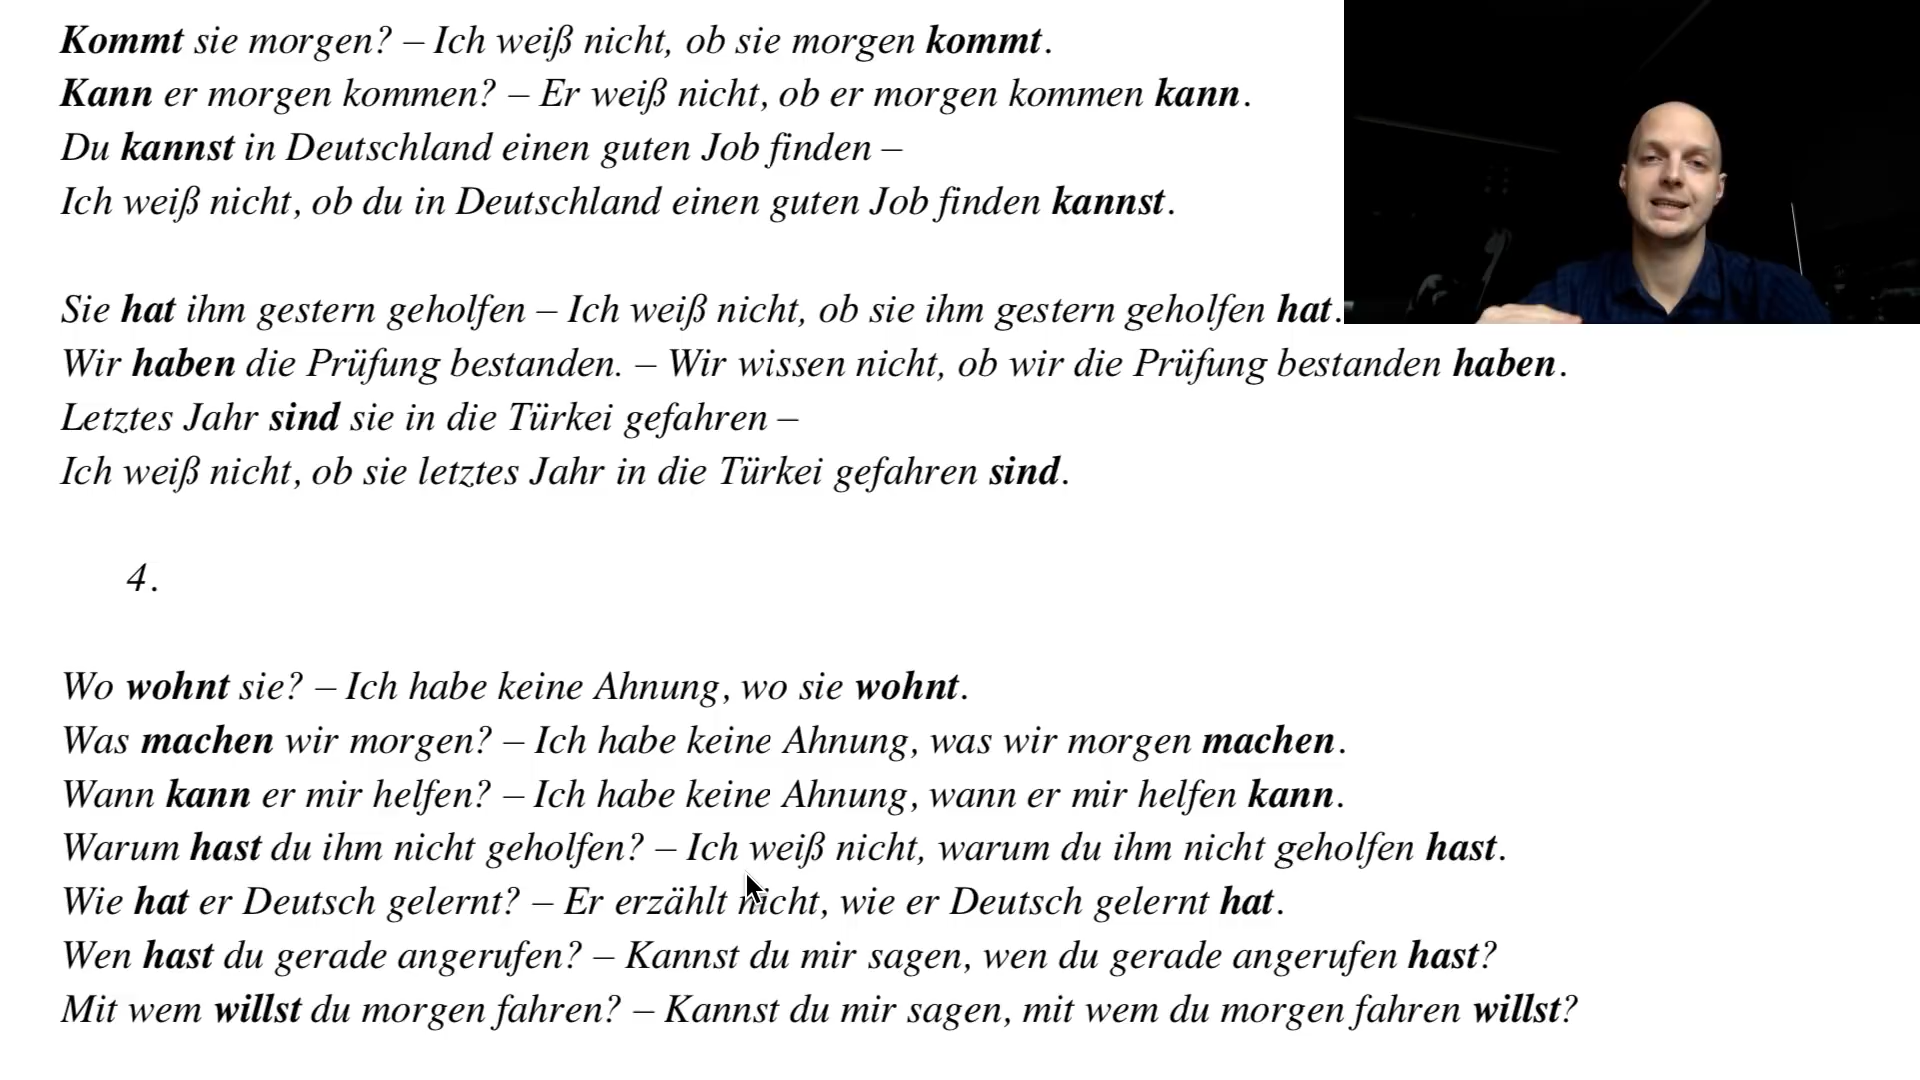 Kommt sie morgen? – Ich weiß nicht, ob sie morgen kommt.
Kann er morgen kommen? – Er weiß nicht, ob er morgen kommen kann.
Du kannst in Deutschland einen guten Job finden –
Ich weiß nicht, ob du in Deutschland einen guten Job finden kannst.
Sie hat ihm gestern geholfen – Ich weiß nicht, ob sie ihm gestern geholfen hat.
Wir haben die Prüfung bestanden. – Wir wissen nicht, ob wir die Prüfung bestanden haben.
Letztes Jahr sind sie in die Türkei gefahren –
Ich weiß nicht, ob sie letztes Jahr in die Türkei gefahren sind.
4.
Wo wohnt sie? – Ich habe keine Ahnung, wo sie wohnt.
Was machen wir morgen? – Ich habe keine Ahnung, was wir morgen machen.
Wann kann er mir helfen? – Ich habe keine Ahnung, wann er mir helfen kann.
Warum hast du ihm nicht geholfen? – Ich weiß nicht, warum du ihm nicht geholfen hast.
Wie hat er Deutsch gelernt? – Er erzählt nicht, wie er Deutsch gelernt hat.
Wen hast du gerade angerufen? – Kannst du mir sagen, wen du gerade angerufen hast?
Mit wem willst du morgen fahren? – Kannst du mir sagen, mit wem du morgen fahren willst?